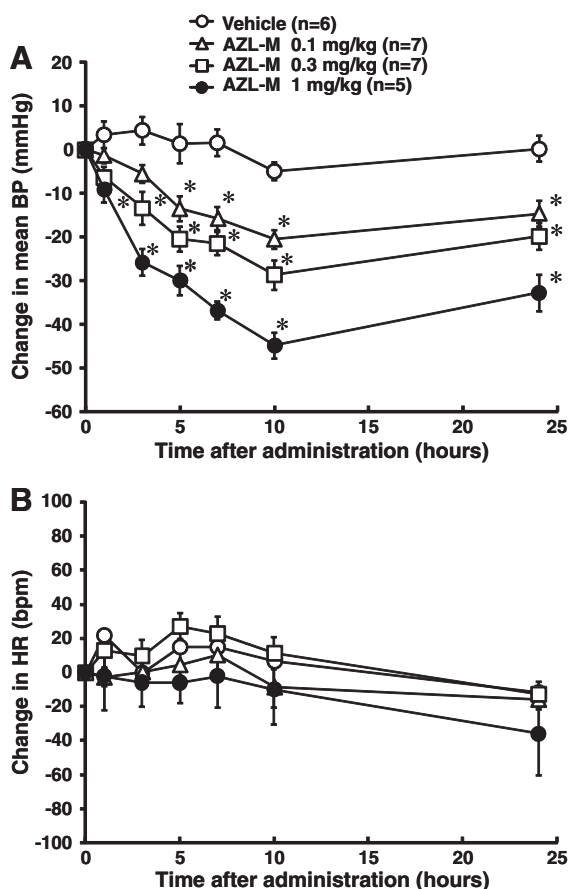 Vehicle (n=6)
AZL-M 0.1 mg/kg (n=7)
AZL-M 0.3 mg/kg (n=7)
AZL-M 1 mg/kg (n=5)
A
Change in mean BP (mmHg)
20
10
0
-10
-20
-30
-40
-50
-60
* * * *
* * * * * *
* * * * *
0 5 10 15 20 25
Time after administration (hours)
B
Change in HR (bpm)
100
80
60
40
20
0
-20
-40
-60
-80
-100
0 5 10 15 20 25
Time after administration (hours)